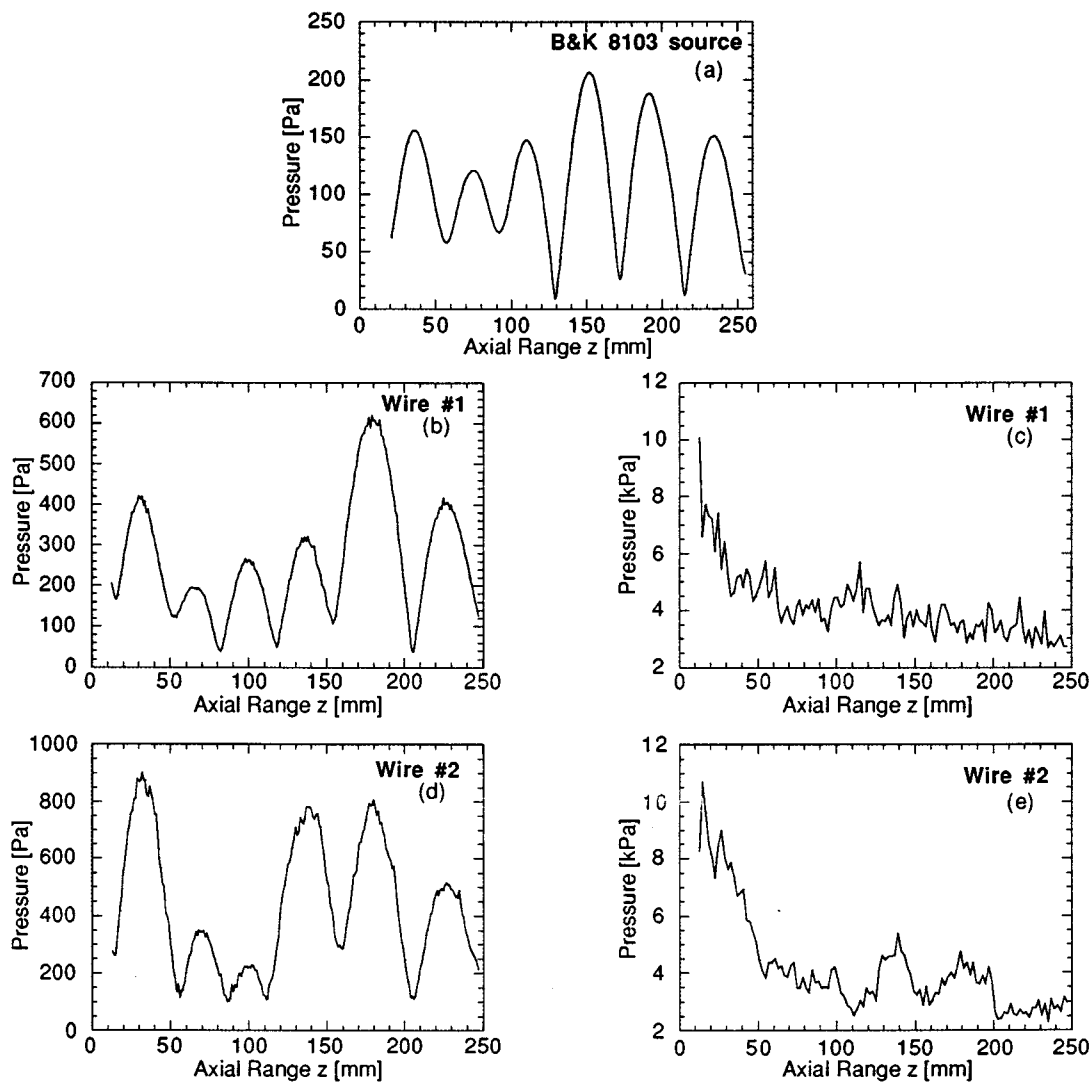 B&K 8103 source
(a)
Pressure [Pa]
250
200
150
100
50
0
0 50 100 150 200 250
Axial Range z [mm]
Wire #1
(b)
Pressure [Pa]
700
600
500
400
300
200
100
0
0 50 100 150 200 250
Axial Range z [mm]
Wire #1
(c)
Pressure [kPa]
12
10
8
6
4
2
0 50 100 150 200 250
Axial Range z [mm]
Wire #2
(d)
Pressure [Pa]
1000
800
600
400
200
0
0 50 100 150 200 250
Axial Range z [mm]
Wire #2
(e)
Pressure [kPa]
12
10
8
6
4
2
0 50 100 150 200 250
Axial Range z [mm]